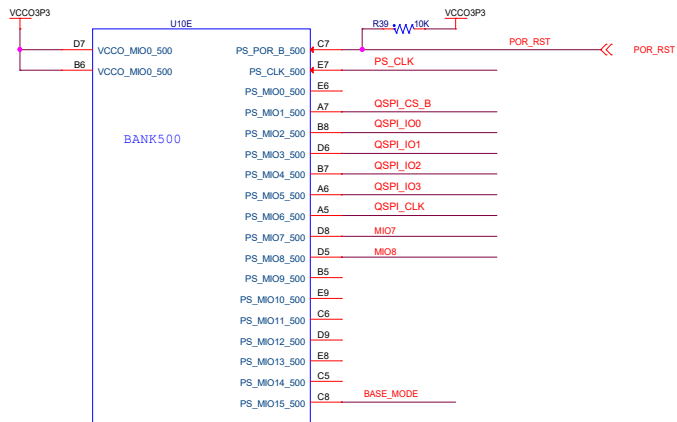 VCCO3P3
U10E
R39
10K
VCCO3P3
D7
VCCO_MIO0_500
PS_POR_B_500
C7
POR_RST
POR_RST
B6
VCCO_MIO0_500
PS_CLK_500
E7
PS_CLK
PS_MIO0_500
E6
PS_MIO1_500
A7
QSPI_CS_B
BANK500
PS_MIO2_500
B8
QSPI_IO0
PS_MIO3_500
D6
QSPI_IO1
PS_MIO4_500
B7
QSPI_IO2
PS_MIO5_500
A6
QSPI_IO3
PS_MIO6_500
A5
QSPI_CLK
PS_MIO7_500
D8
MIO7
PS_MIO8_500
D5
MIO8
PS_MIO9_500
B5
PS_MIO10_500
E9
PS_MIO11_500
C6
PS_MIO12_500
D9
PS_MIO13_500
E8
PS_MIO14_500
C5
PS_MIO15_500
C8
BASE_MODE